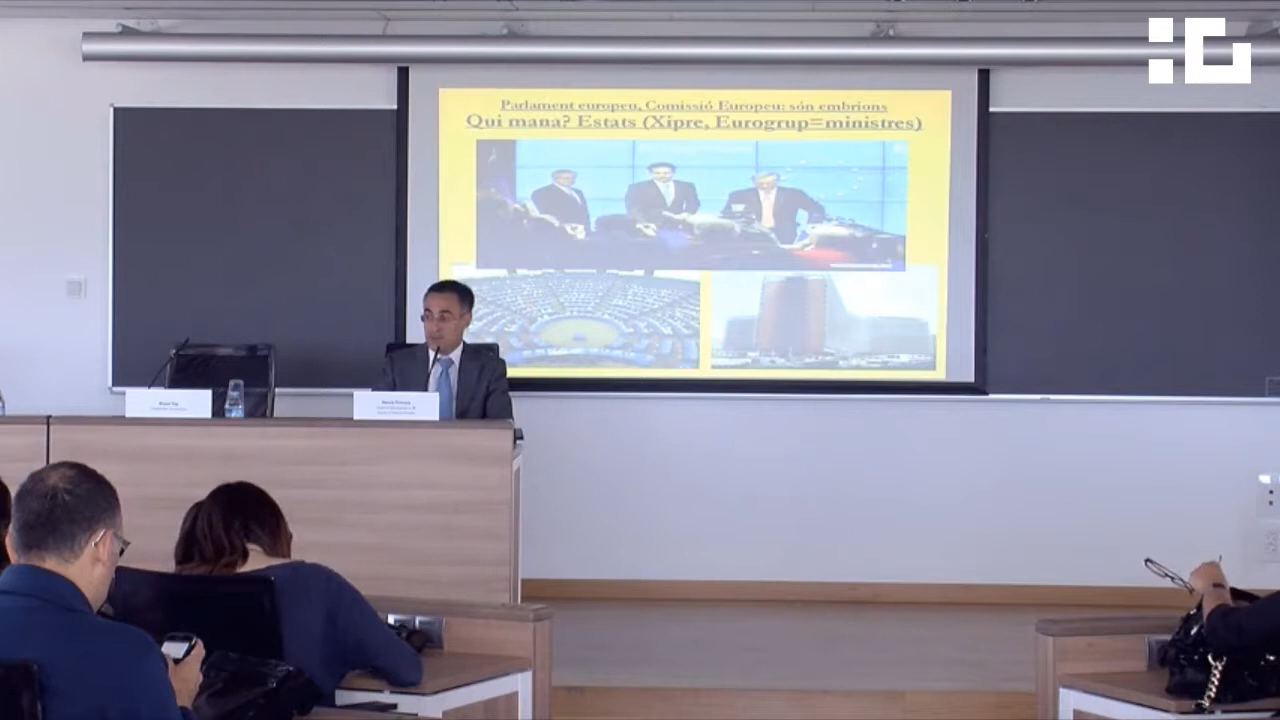 Parlament europeu, Comissió Europeu: són embrions
Qui mana? Estats (Xipre, Eurogrup=ministres)